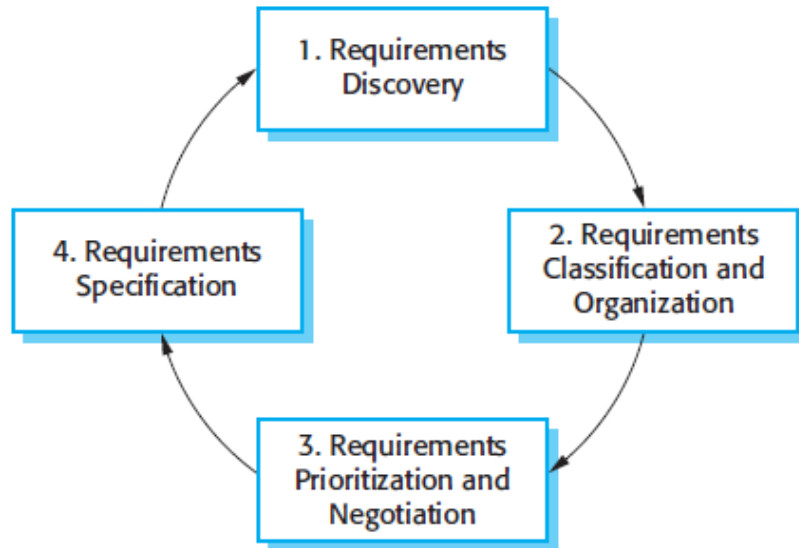 1. Requirements
Discovery
2. Requirements
Classification and
Organization
3. Requirements
Prioritization and
Negotiation
4. Requirements
Specification